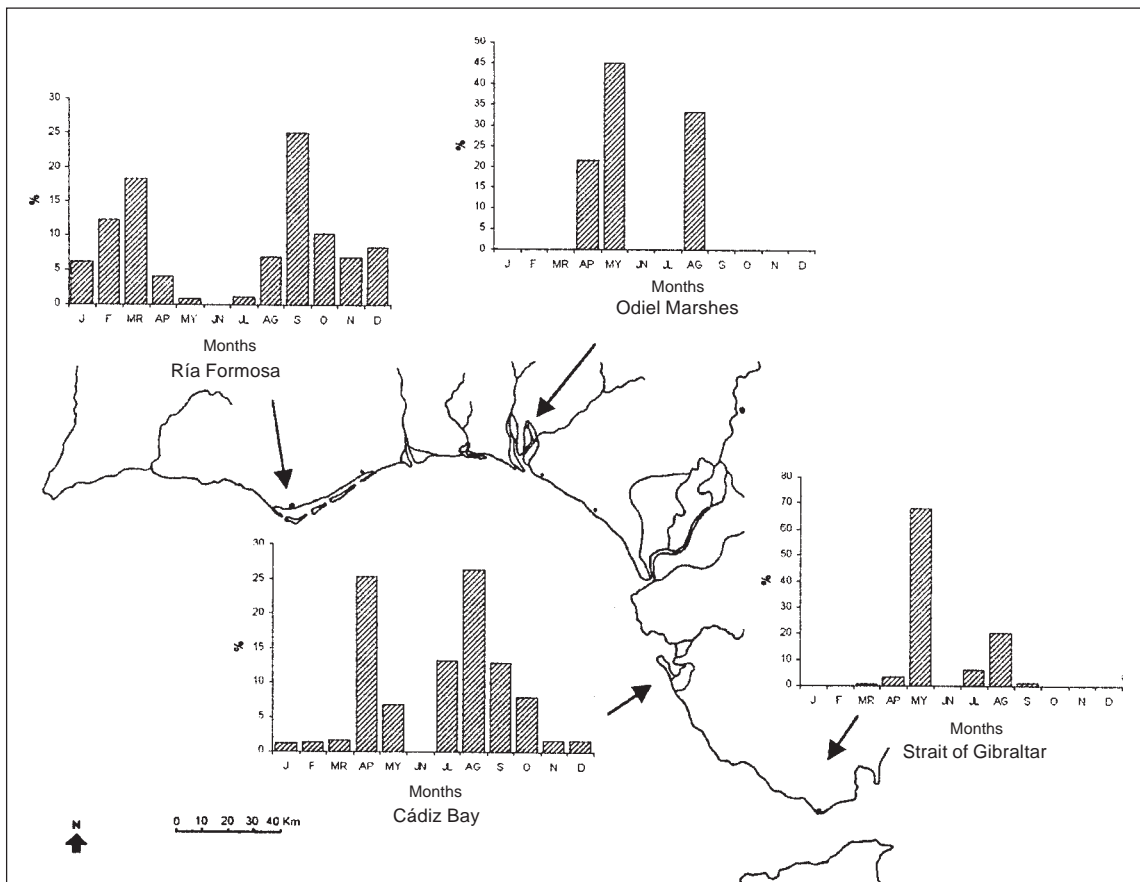 30
25
20
15
10
5
0
%
J F MR AP MY JN JL AG S O N D
Months
Ría Formosa
50
45
40
35
30
25
20
15
10
5
0
%
J F MR AP MY JN JL AG S O N D
Months
Odiel Marshes
30
25
20
15
10
5
0
%
J F MR AP MY JN JL AG S O N D
Months
Cádiz Bay
80
70
60
50
40
30
20
10
0
%
J F MR AP MY JN JL AG S O N D
Months
Strait of Gibraltar
N
0 10 20 30 40 Km